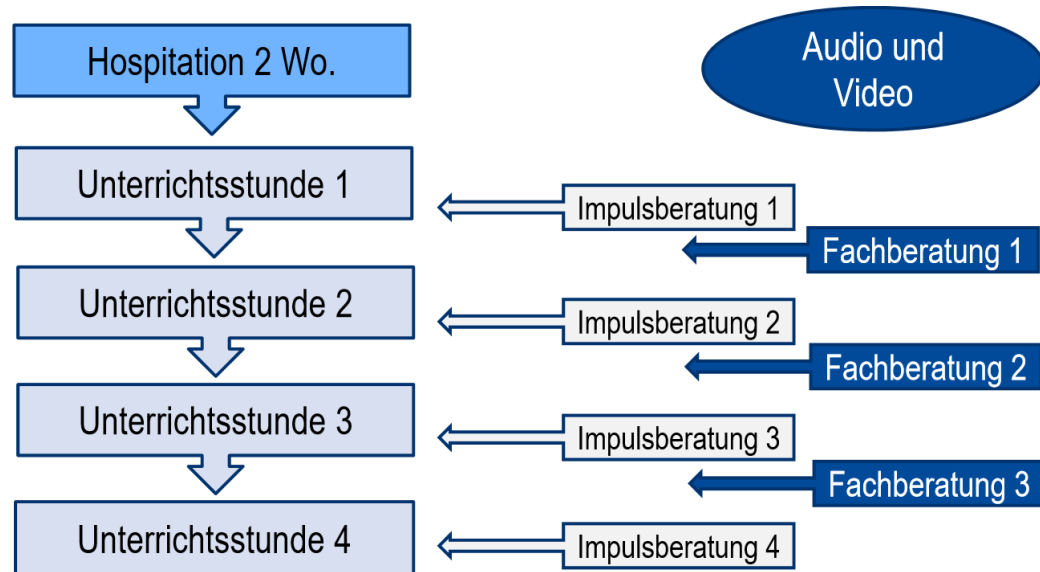 Hospitation 2 Wo.
Audio und
Video
Unterrichtsstunde 1
Impulsberatung 1
Fachberatung 1
Unterrichtsstunde 2
Impulsberatung 2
Fachberatung 2
Unterrichtsstunde 3
Impulsberatung 3
Fachberatung 3
Unterrichtsstunde 4
Impulsberatung 4